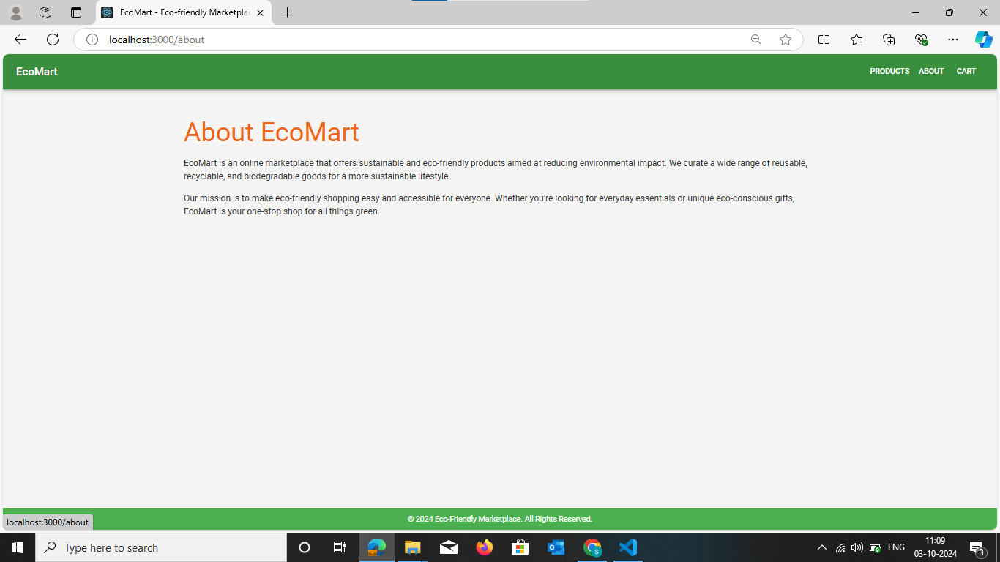 EcoMart - Eco-friendly Marketplac
localhost:3000/about
EcoMart
PRODUCTS ABOUT CART
About EcoMart
EcoMart is an online marketplace that offers sustainable and eco-friendly products aimed at reducing environmental impact. We curate a wide range of reusable,
recyclable, and biodegradable goods for a more sustainable lifestyle.
Our mission is to make eco-friendly shopping easy and accessible for everyone. Whether you’re looking for everyday essentials or unique eco-conscious gifts,
EcoMart is your one-stop shop for all things green.
© 2024 Eco-Friendly Marketplace. All Rights Reserved.
localhost:3000/about
Type here to search
S
ENG
11:09
03-10-2024
3